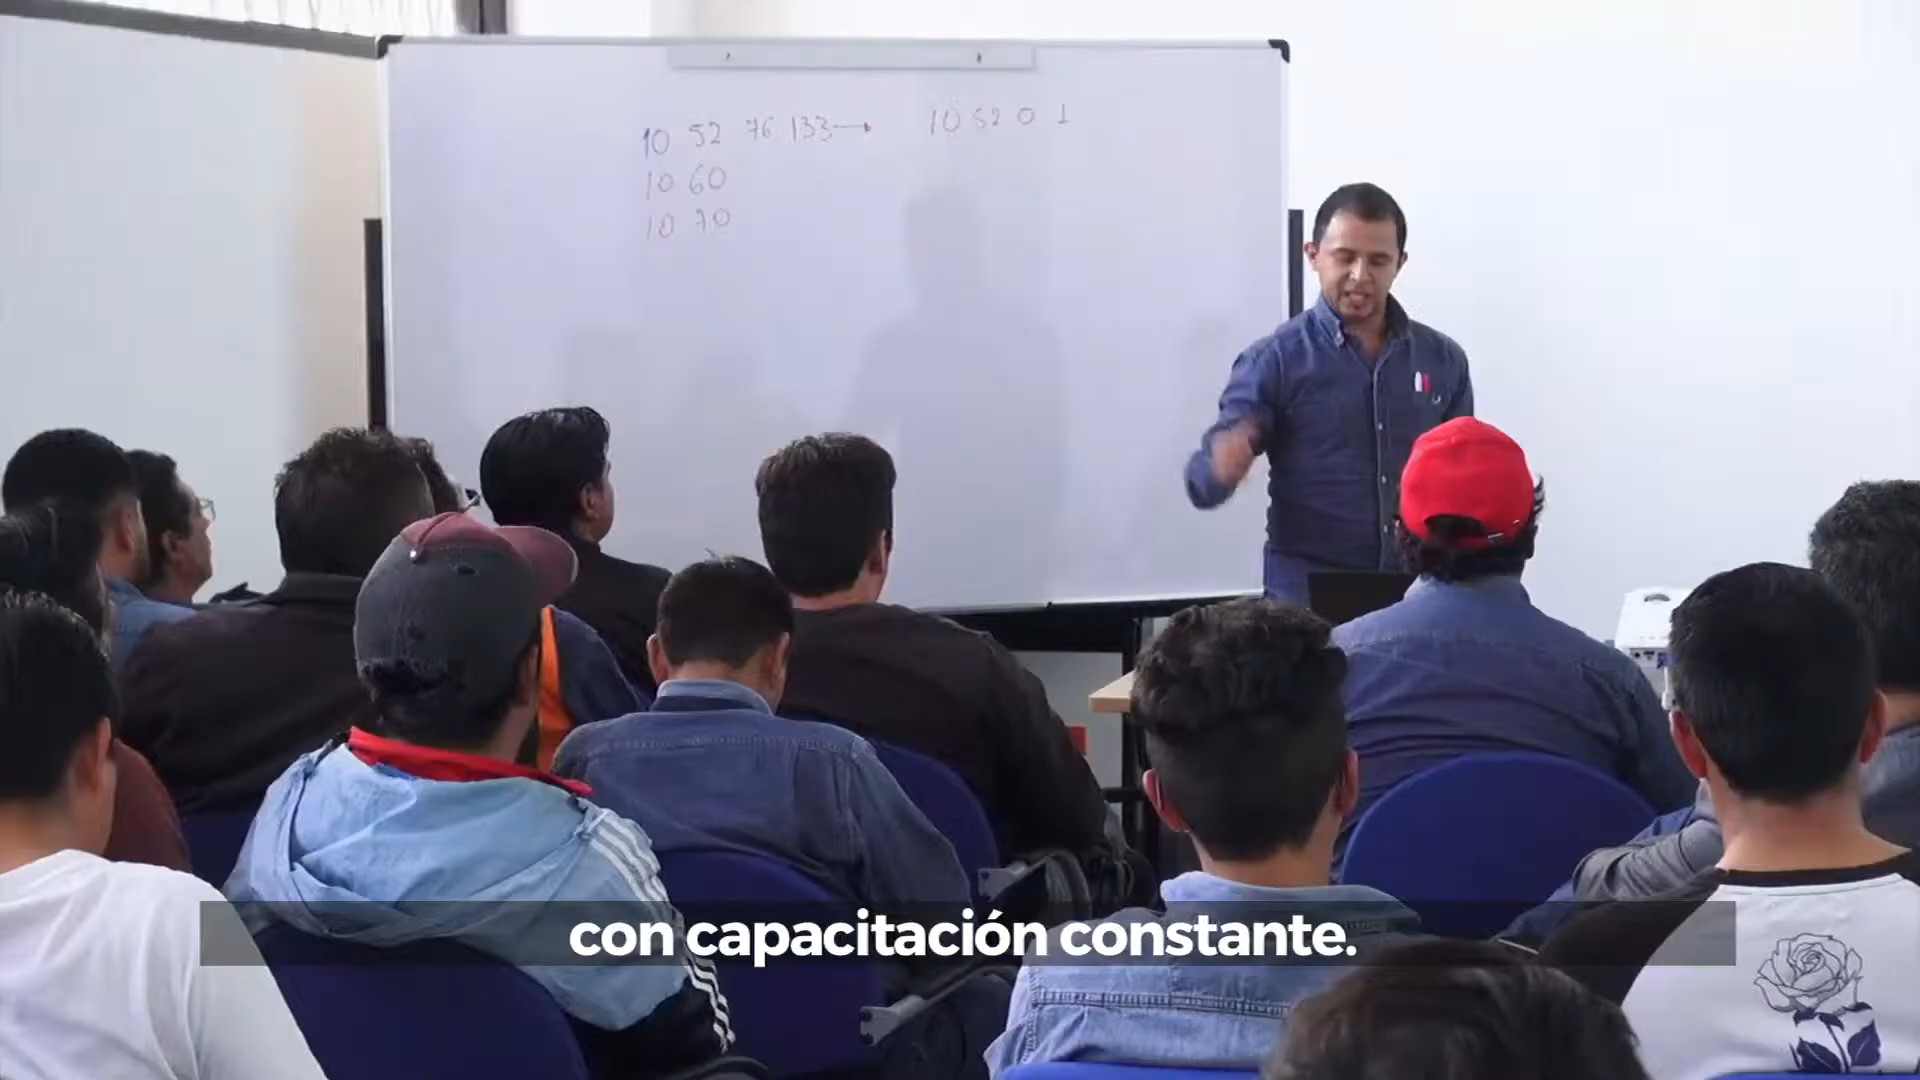 10 52 76 133→ 10 52 0 1
10 60
10 70
con capacitación constante.